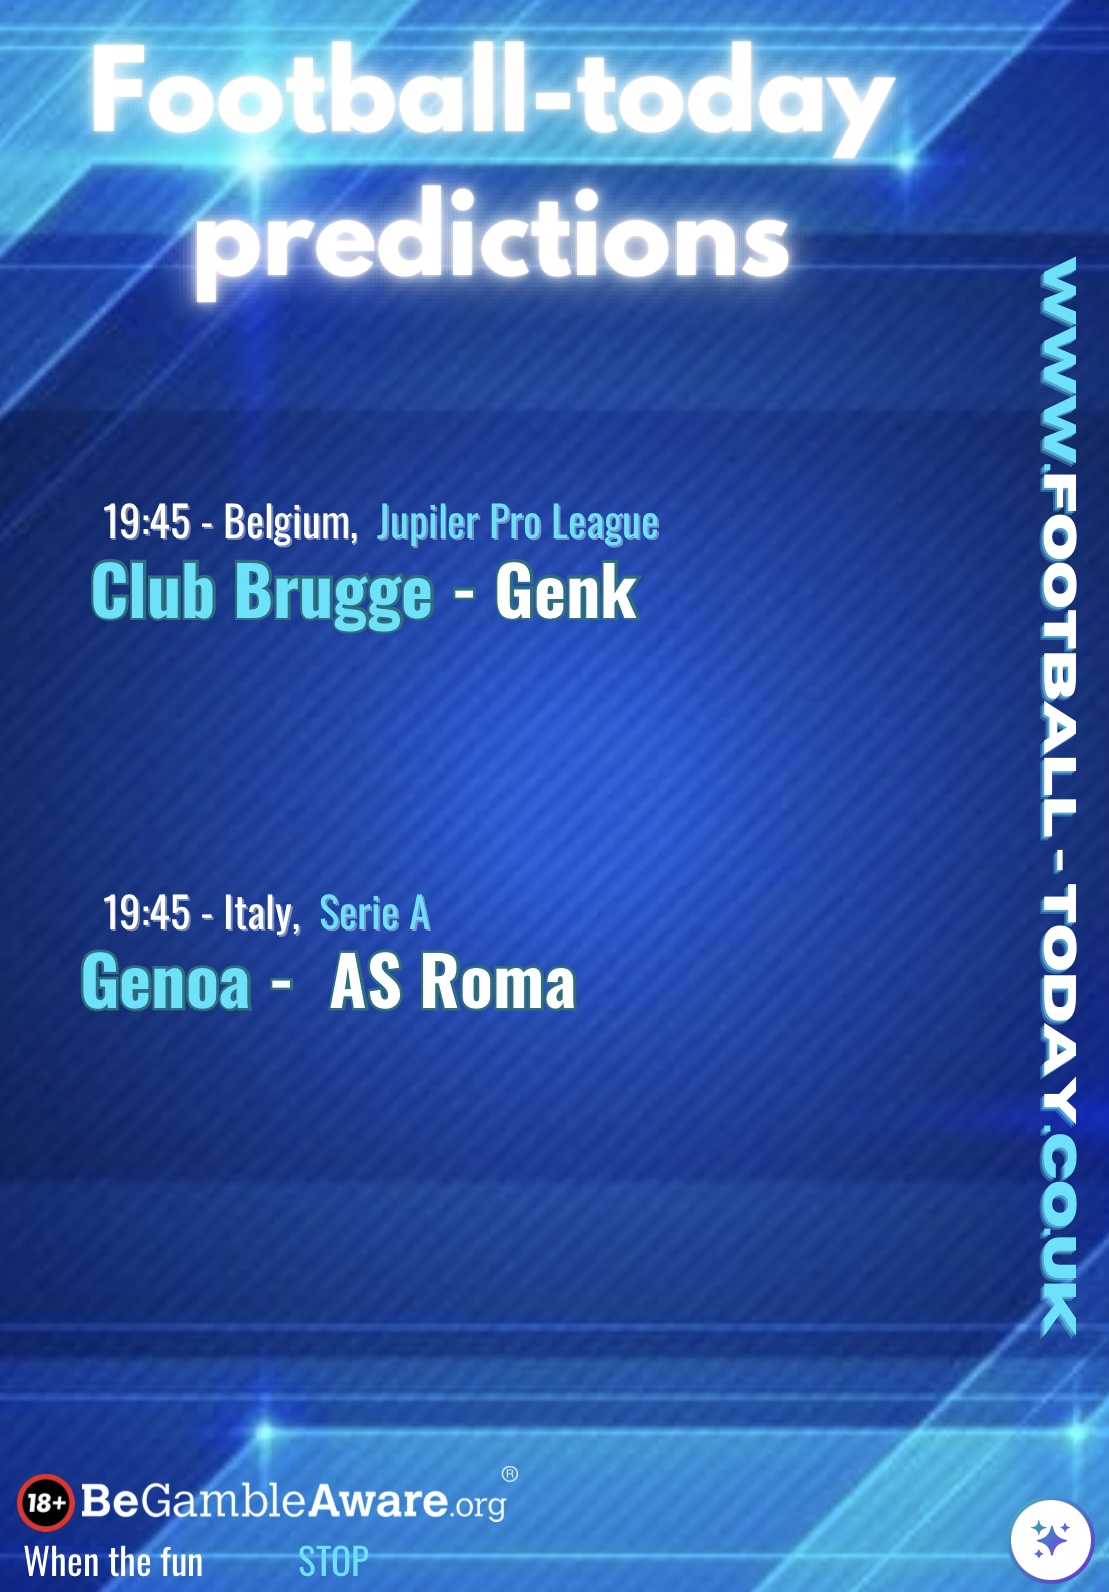 Football-today
predictions
19:45 - Belgium, Jupiler Pro League
Club Brugge - Genk
19:45 - Italy, Serie A
Genoa - AS Roma
WWW.FOOTBALL-TODAY.CO.UK
18+ BeGambleAware.org®
When the fun STOP